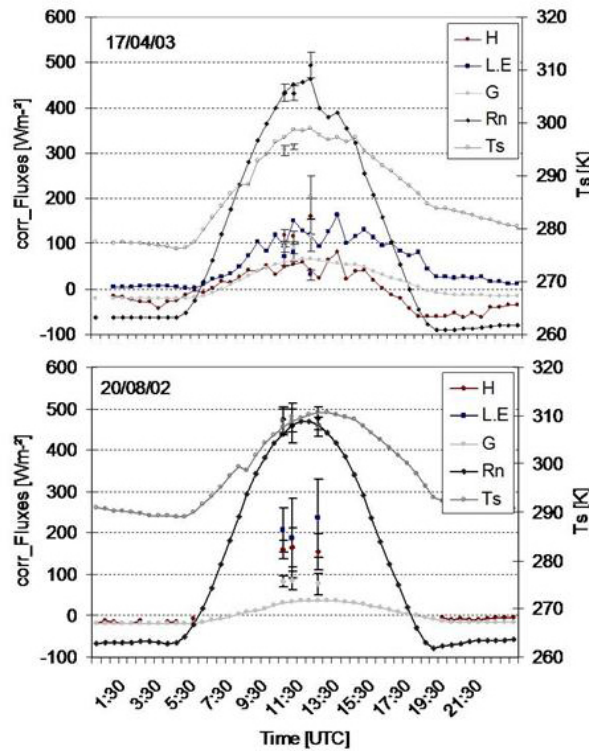 600
500
400
300
200
100
0
-100
corr_Fluxes [Wm-²]
17/04/03
H
L.E
G
Rn
Ts
320
310
300
290
280
270
260
Ts [K]
600
500
400
300
200
100
0
-100
corr_Fluxes [Wm-²]
20/08/02
H
L.E
G
Rn
Ts
320
310
300
290
280
270
260
Ts [K]
1:30
3:30
5:30
7:30
9:30
11:30
13:30
15:30
17:30
19:30
21:30
Time [UTC]